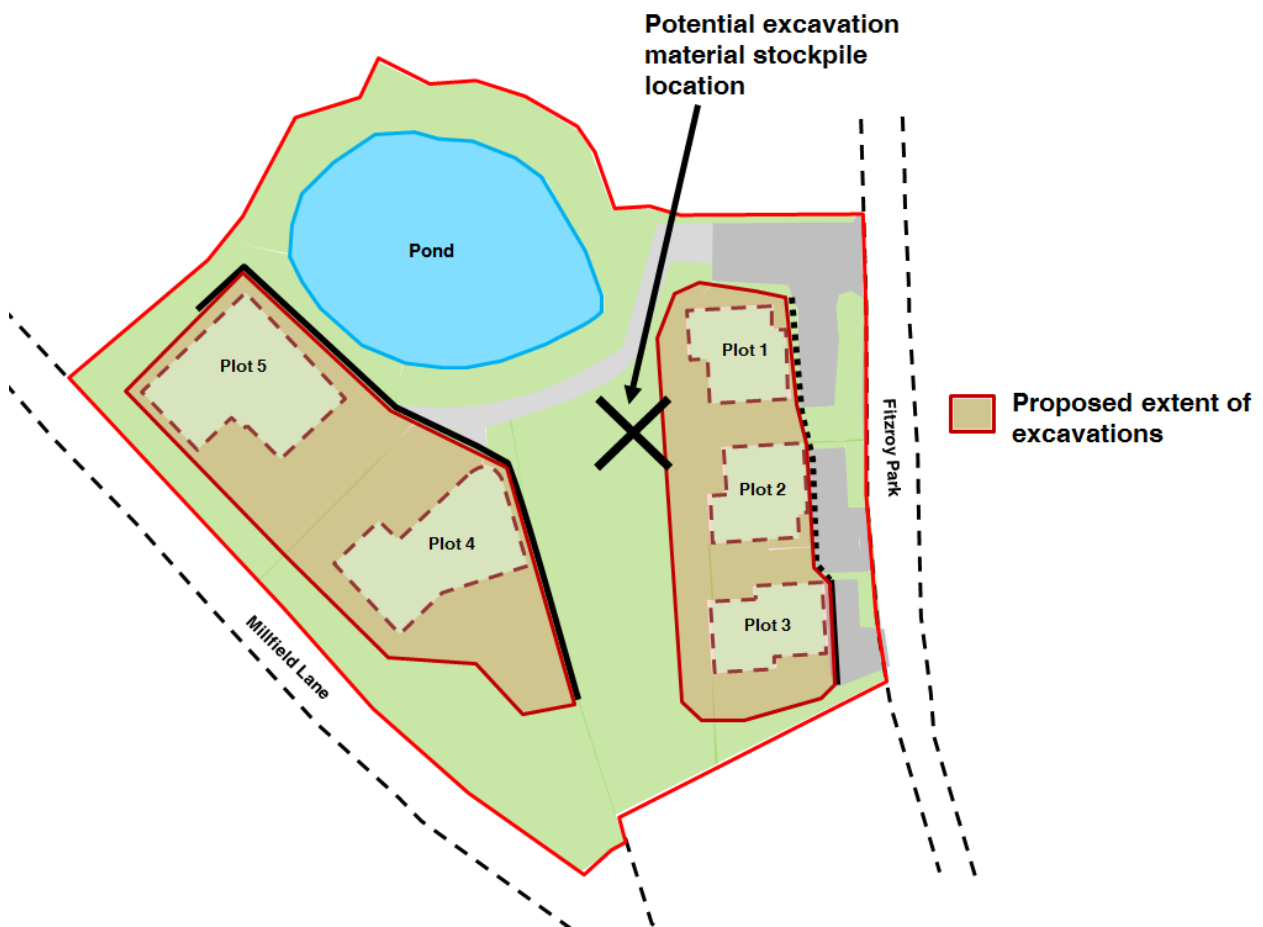 Potential excavation
material stockpile
location
Pond
Plot 5
Plot 1
Plot 2
Plot 4
Plot 3
Fitzroy Park
Millfield Lane
Proposed extent of
excavations